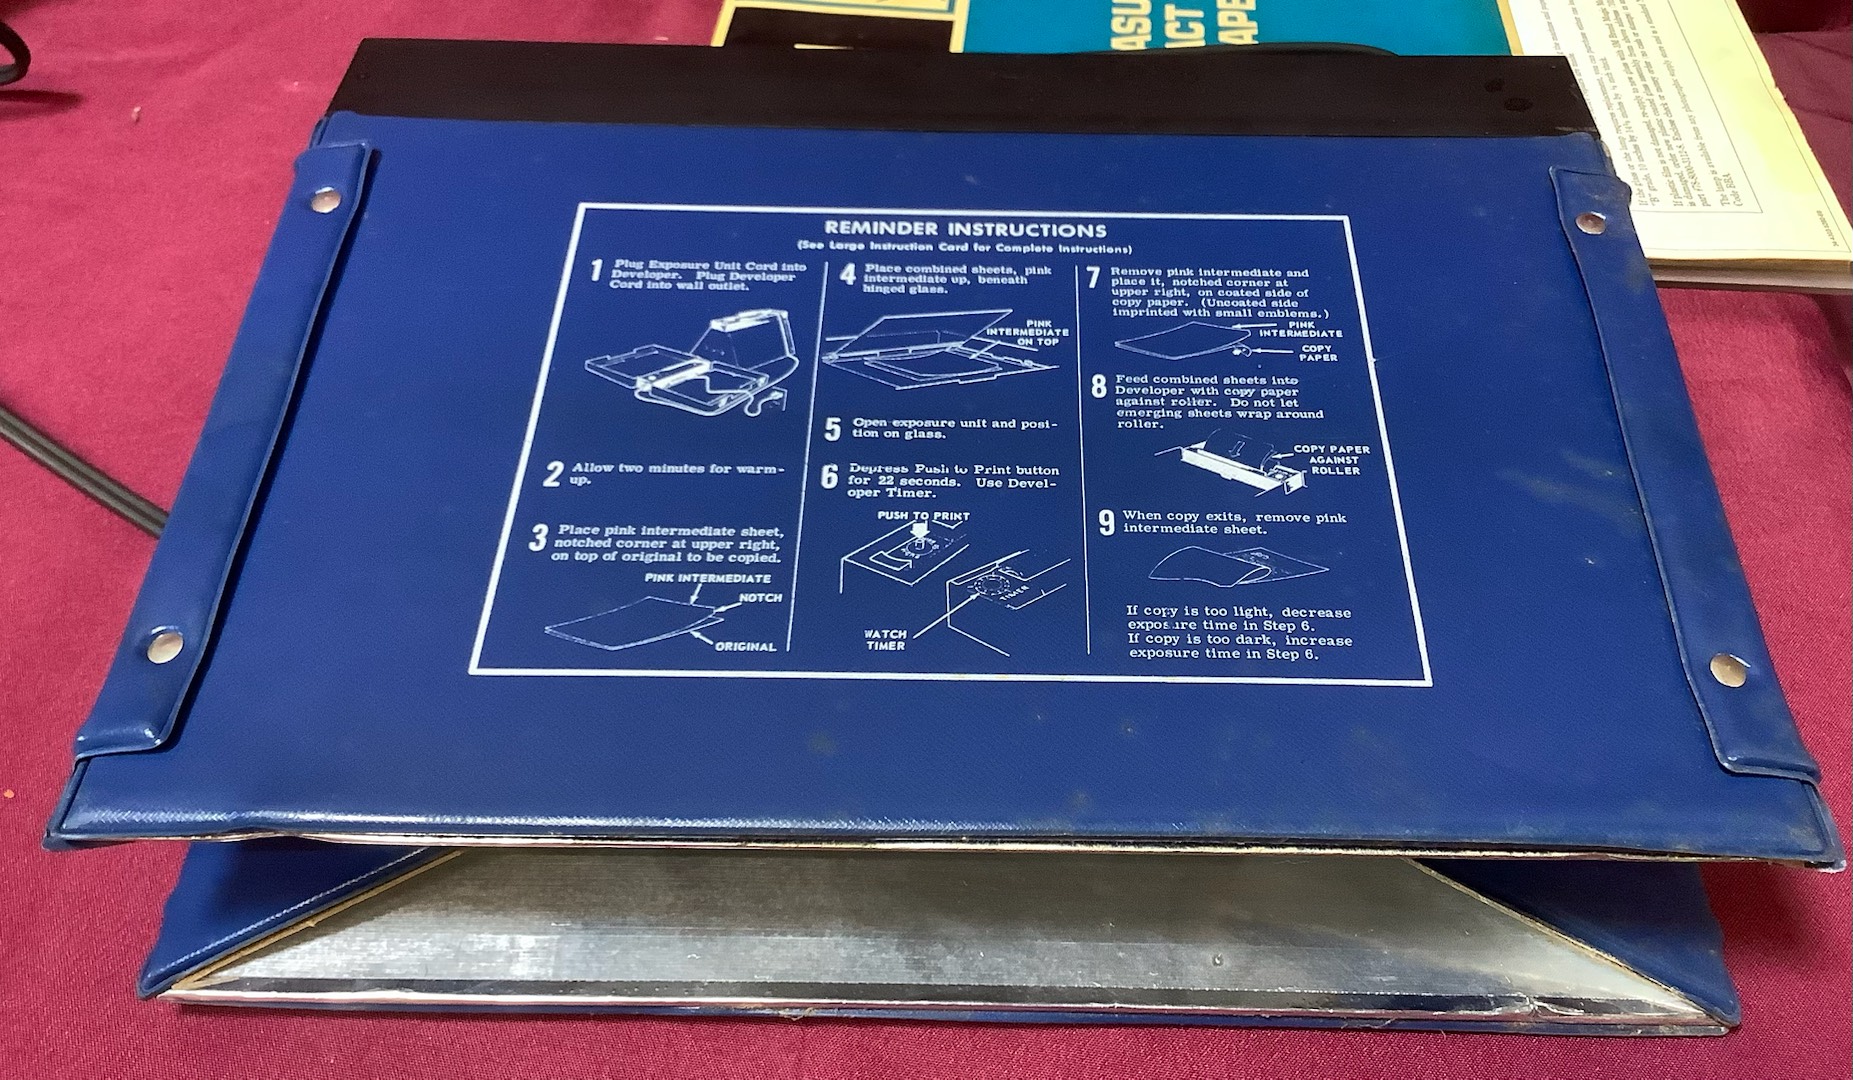 ASU
ACT
APE
REMINDER INSTRUCTIONS
(See Large Instruction Card for Complete Instructions)
1 Plug Exposure Unit Cord into
Developer. Plug Developer
Cord into wall outlet.
2 Allow two minutes for warm-
up.
3 Place pink intermediate sheet,
notched corner at upper right,
on top of original to be copied.
PINK INTERMEDIATE
NOTCH
ORIGINAL
4 Place combined sheets, pink
intermediate up, beneath
hinged glass.
PINK
INTERMEDIATE
ON TOP
5 Open exposure unit and posi-
tion on glass.
6 Depress Push to Print button
for 22 seconds. Use Devel-
oper Timer.
PUSH TO PRINT
TIMER
WATCH
TIMER
7 Remove pink intermediate and
place it, notched corner at
upper right, on coated side of
copy paper. (Uncoated side
imprinted with small emblems.)
PINK
INTERMEDIATE
COPY
PAPER
8 Feed combined sheets into
Developer with copy paper
against roller. Do not let
emerging sheets wrap around
roller.
COPY PAPER
AGAINST
ROLLER
9 When copy exits, remove pink
intermediate sheet.
If copy is too light, decrease
exposure time in Step 6.
If copy is too dark, increase
exposure time in Step 6.